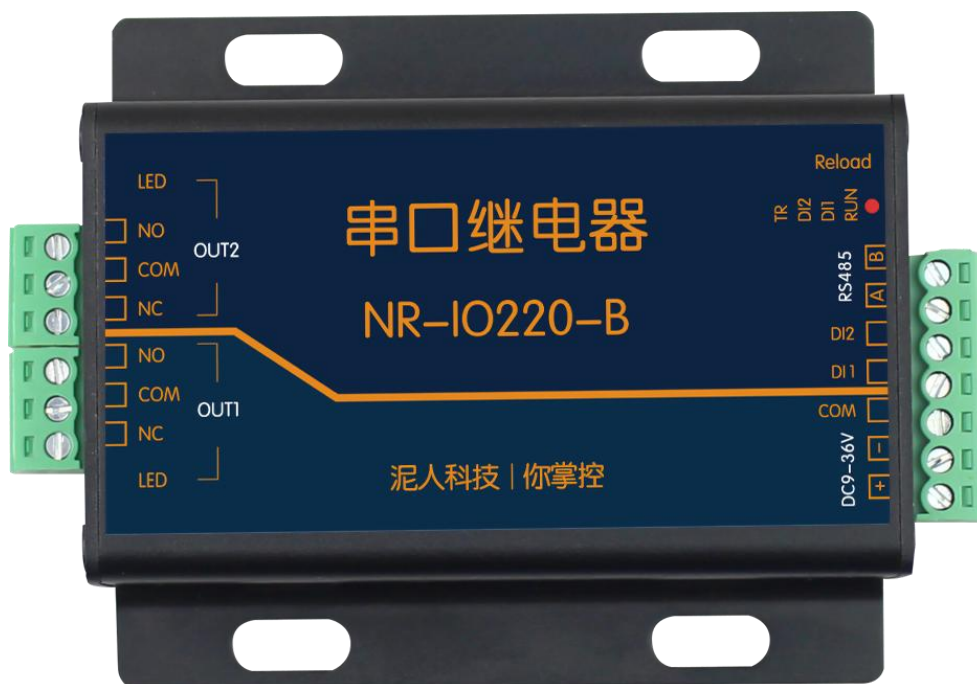 LED
NO
COM
OUT2
NC
NO
COM
OUT1
NC
LED
串口继电器
NR-IO220-B
泥人科技|你掌控
Reload
TR
DI2
DI1
RUN
RS485
B
A
DI2
DI1
COM
DC9-36V
-
+